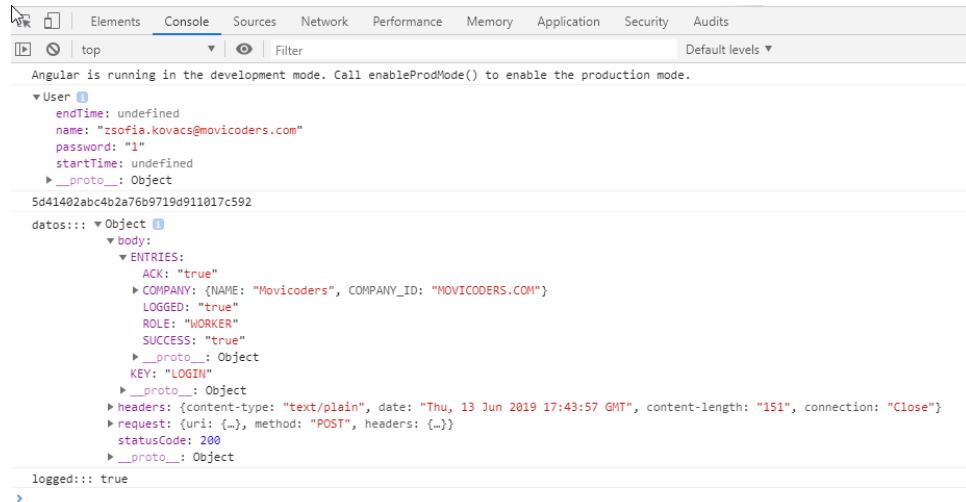 Elements Console Sources Network Performance Memory Application Security Audits
top Filter Default levels
Angular is running in the development mode. Call enableProdMode() to enable the production mode.
User
endTime: undefined
name: "zsofia.kovacs@movicoders.com"
password: "1"
startTime: undefined
__proto__: Object
5d41402abc4b2a76b9719d911017c592
datos::: Object
body:
ENTRIES:
ACK: "true"
COMPANY: {NAME: "Movicoders", COMPANY_ID: "MOVICODERS.COM"}
LOGGED: "true"
ROLE: "WORKER"
SUCCESS: "true"
__proto__: Object
KEY: "LOGIN"
__proto__: Object
headers: {content-type: "text/plain", date: "Thu, 13 Jun 2019 17:43:57 GMT", content-length: "151", connection: "Close"}
request: {uri: {…}, method: "POST", headers: {…}}
statusCode: 200
__proto__: Object
logged::: true